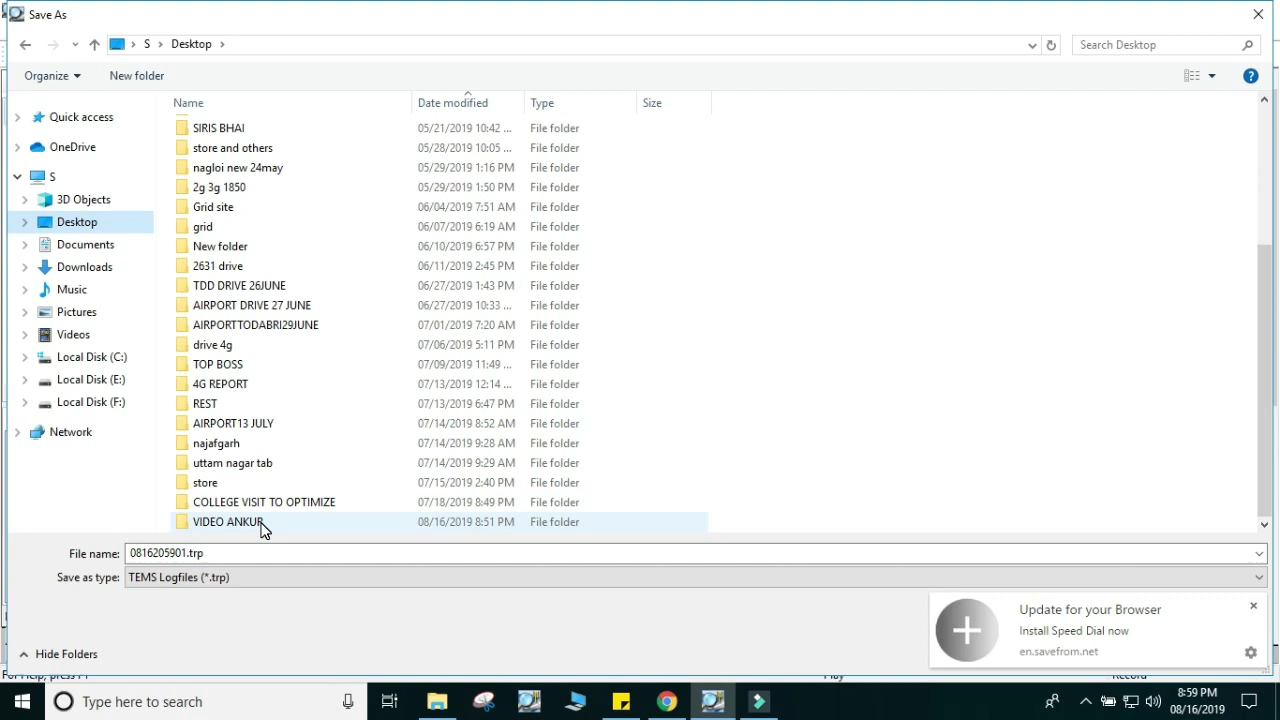 Save As
S > Desktop >
Search Desktop
Organize
New folder
Name
Date modified
Type
Size
Quick access
OneDrive
S
3D Objects
Desktop
Documents
Downloads
Music
Pictures
Videos
Local Disk (C:)
Local Disk (E:)
Local Disk (F:)
Network
SIRIS BHAI 05/21/2019 10:42 ... File folder
store and others 05/28/2019 10:05 ... File folder
nagloi new 24may 05/29/2019 1:16 PM File folder
2g 3g 1850 05/29/2019 1:50 PM File folder
Grid site 06/04/2019 7:51 AM File folder
grid 06/07/2019 6:19 AM File folder
New folder 06/10/2019 6:57 PM File folder
2631 drive 06/11/2019 2:45 PM File folder
TDD DRIVE 26JUNE 06/27/2019 1:43 PM File folder
AIRPORT DRIVE 27 JUNE 06/27/2019 10:33 ... File folder
AIRPORTTODABRI29JUNE 07/01/2019 7:20 AM File folder
drive 4g 07/06/2019 5:11 PM File folder
TOP BOSS 07/09/2019 11:49 ... File folder
4G REPORT 07/13/2019 12:14 ... File folder
REST 07/13/2019 6:47 PM File folder
AIRPORT13 JULY 07/14/2019 8:52 AM File folder
najafgarh 07/14/2019 9:28 AM File folder
uttam nagar tab 07/14/2019 9:29 AM File folder
store 07/15/2019 2:40 PM File folder
COLLEGE VISIT TO OPTIMIZE 07/18/2019 8:49 PM File folder
VIDEO ANKUR 08/16/2019 8:51 PM File folder
File name: 0816205901.trp
Save as type: TEMS Logfiles (*.trp)
Hide Folders
Update for your Browser
Install Speed Dial now
en.savefrom.net
For Help, press F1
Play
Record
Type here to search
8:59 PM
08/16/2019